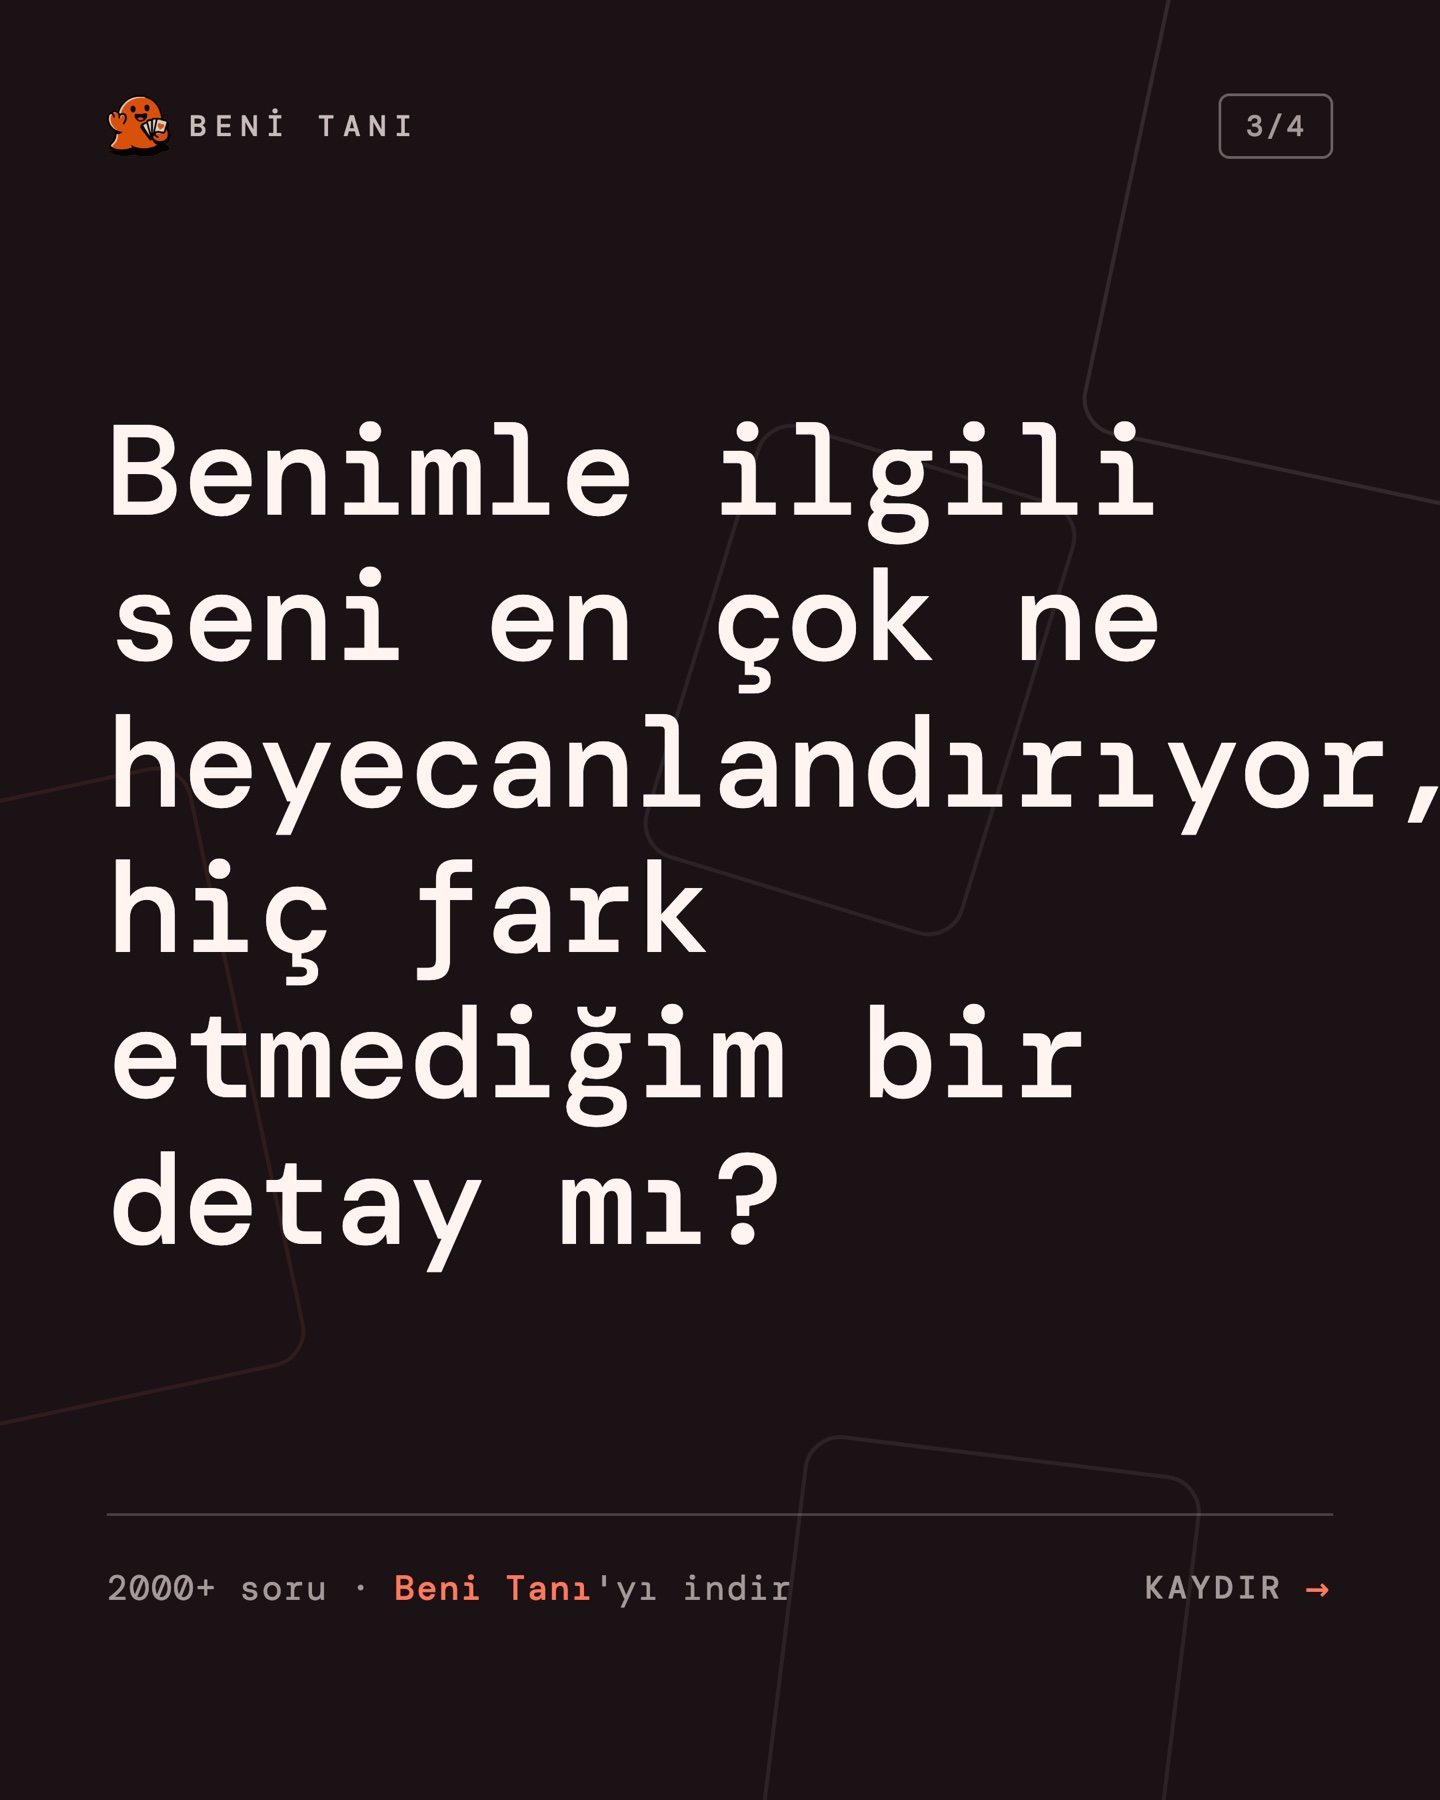 BENİ TANI
3/4
Benimle ilgili
seni en çok ne
heyecanlandırıyor,
hiç fark
etmediğim bir
detay mı?
2000+ soru · Beni Tanı'yı indir
KAYDIR →